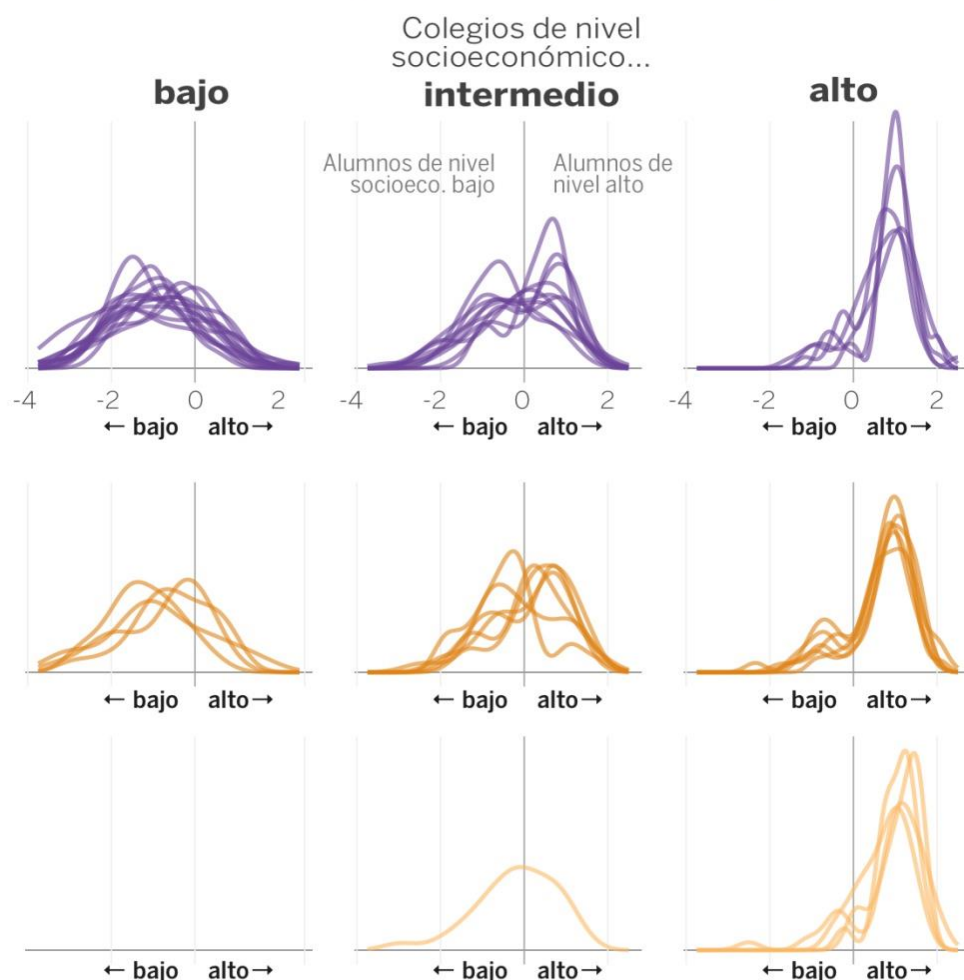 Colegios de nivel
socioeconómico...
bajo
intermedio
alto
Alumnos de nivel
socioeco. bajo
Alumnos de
nivel alto
-4 -2 0 2 -4 -2 0 2 -4 -2 0 2
← bajo alto→ ← bajo alto→ ← bajo alto→
← bajo alto→ ← bajo alto→ ← bajo alto→
← bajo alto→ ← bajo alto→ ← bajo alto→